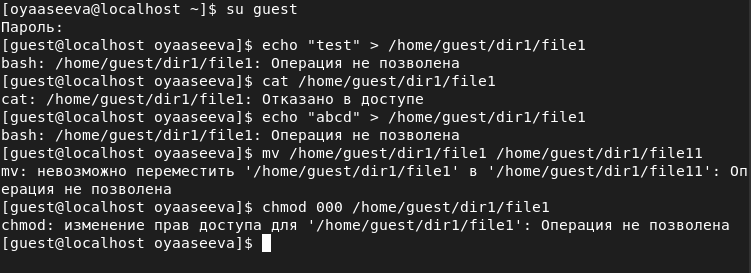 [oyaaseeva@localhost ~]$ su guest
Пароль:
[guest@localhost oyaaseeva]$ echo "test" > /home/guest/dir1/file1
bash: /home/guest/dir1/file1: Операция не позволена
[guest@localhost oyaaseeva]$ cat /home/guest/dir1/file1
cat: /home/guest/dir1/file1: Отказано в доступе
[guest@localhost oyaaseeva]$ echo "abcd" > /home/guest/dir1/file1
bash: /home/guest/dir1/file1: Операция не позволена
[guest@localhost oyaaseeva]$ mv /home/guest/dir1/file1 /home/guest/dir1/file11
mv: невозможно переместить '/home/guest/dir1/file1' в '/home/guest/dir1/file11': Оп
ерация не позволена
[guest@localhost oyaaseeva]$ chmod 000 /home/guest/dir1/file1
chmod: изменение прав доступа для '/home/guest/dir1/file1': Операция не позволена
[guest@localhost oyaaseeva]$